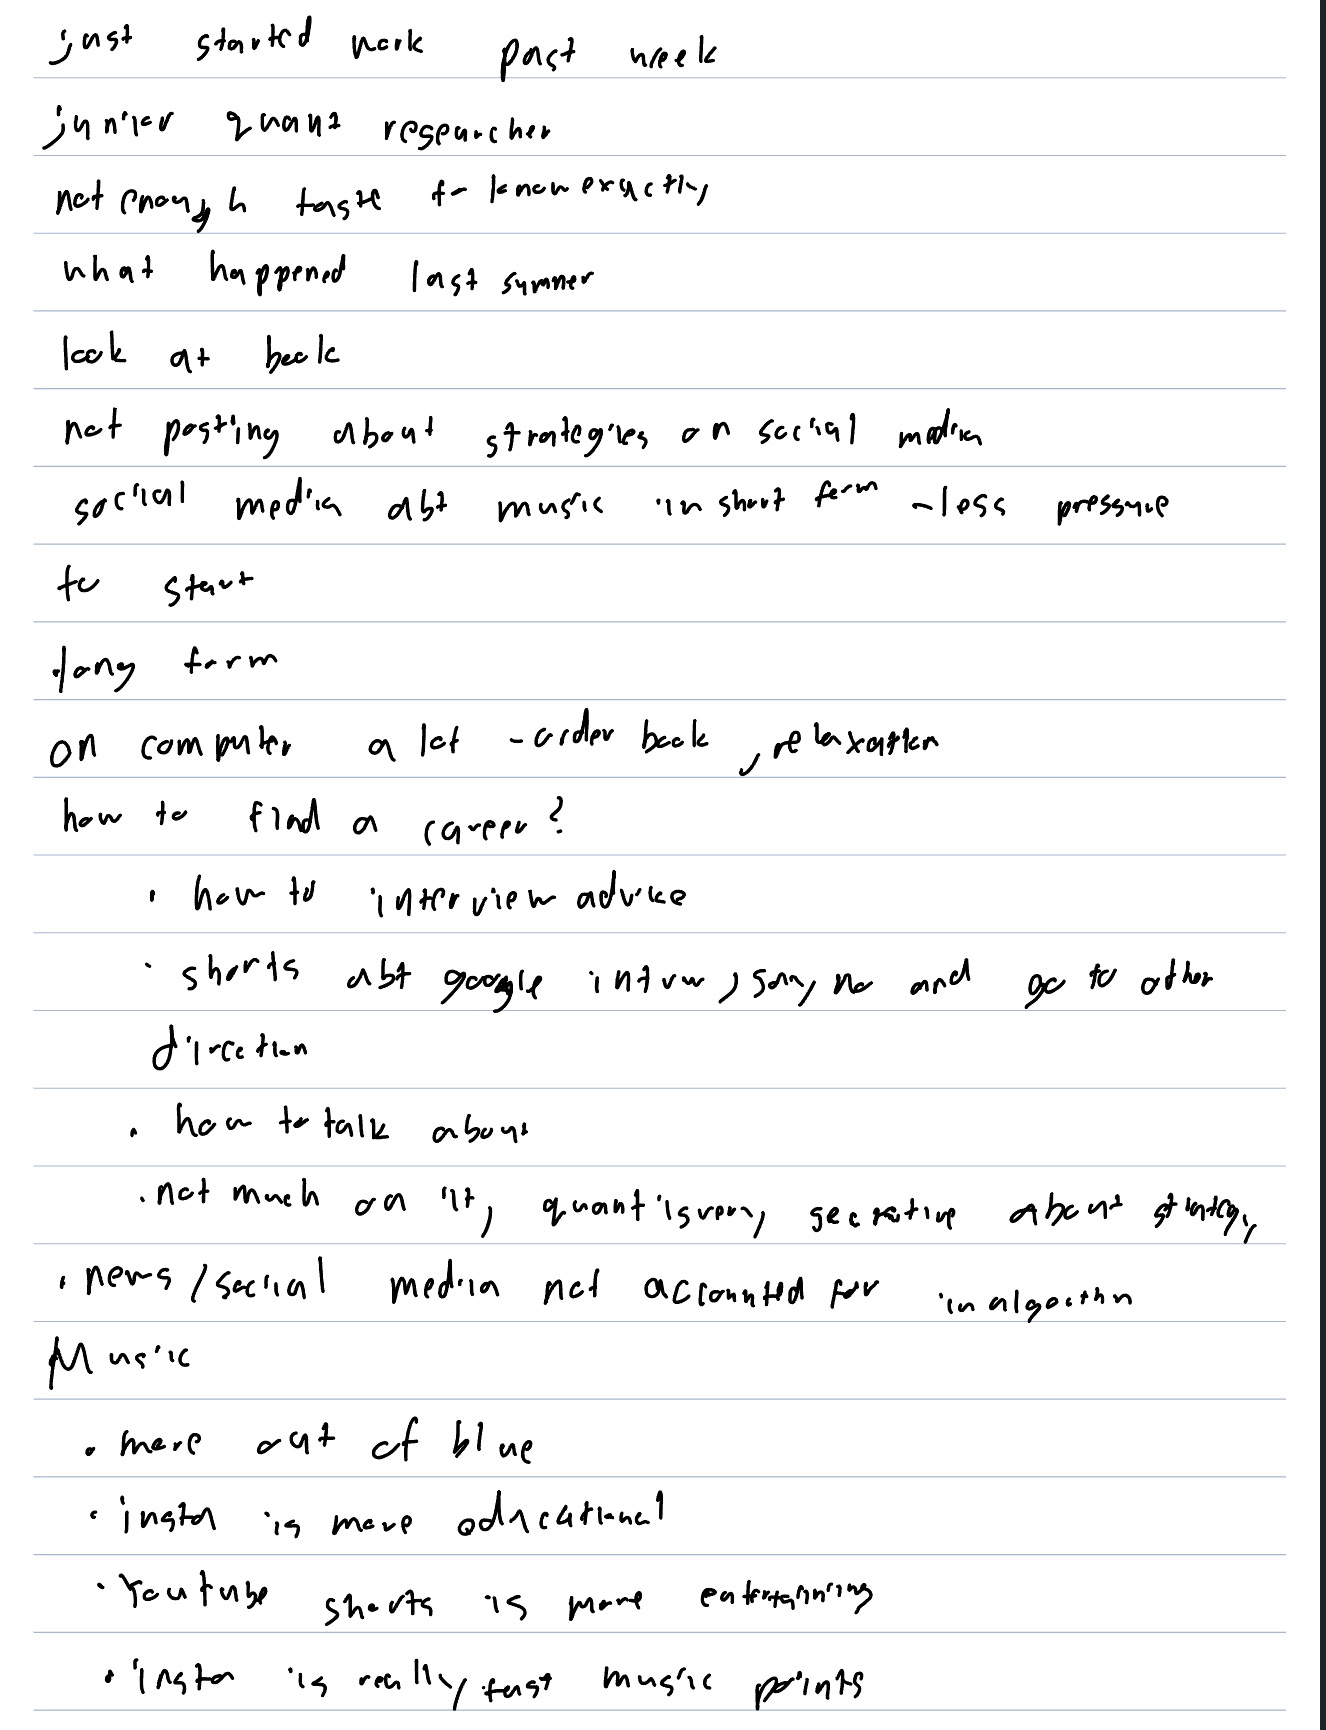 just started work past week
junior quant researcher
not enough taste to know exactly
what happened last summer
look at book
not posting about strategies on social media
social media abt music in short form - less pressure
to start
long form
on computer a lot - order book, relaxation
how to find a career?
• how to interview advice
• shorts abt google intvw, say no and go to other
direction
• how to talk about
• not much on it, quant is very secretive about strategy
• news/social media not accounted for in algorithm
Music
• more out of blue
• insta is more educational
• Youtube shorts is more entertaining
• insta is really fast music points